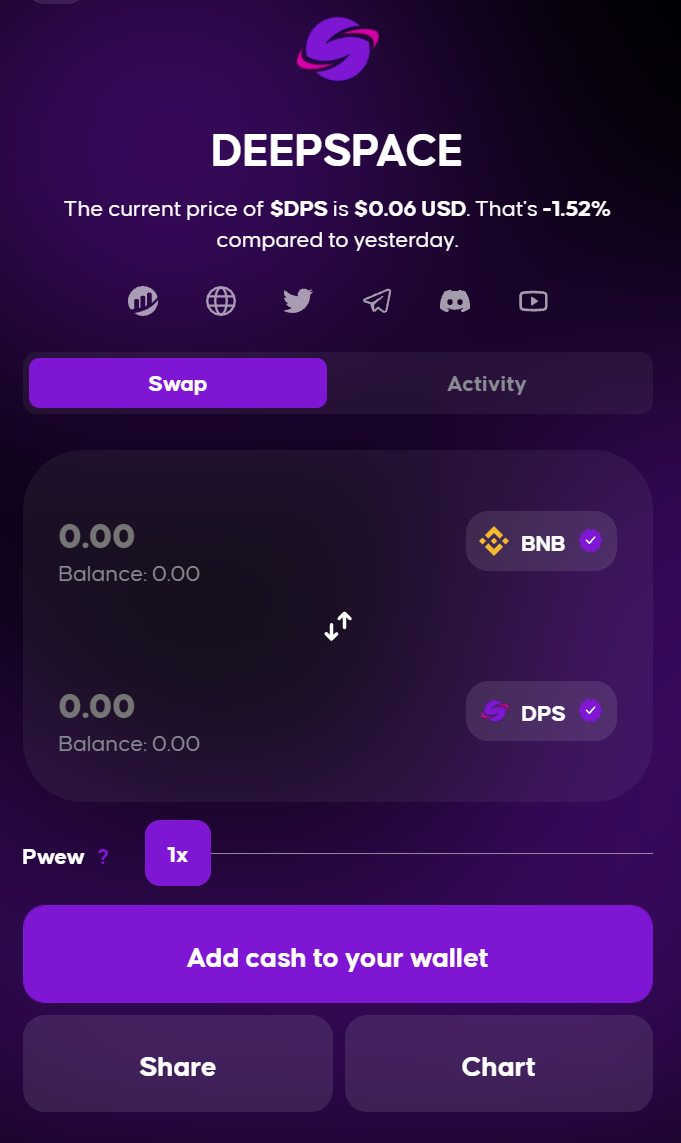 DEEPSPACE
The current price of $DPS is $0.06 USD. That's -1.52%
compared to yesterday.
Swap
Activity
0.00
BNB
Balance: 0.00
0.00
DPS
Balance: 0.00
Pwew ?
1x
Add cash to your wallet
Share
Chart